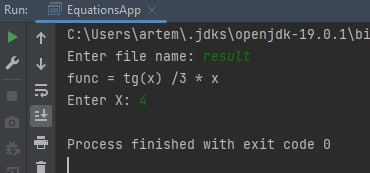 Run:
EquationsApp
C:\Users\artem\.jdks\openjdk-19.0.1\bi
Enter file name: result
func = tg(x) /3 * x
Enter X: 4
Process finished with exit code 0